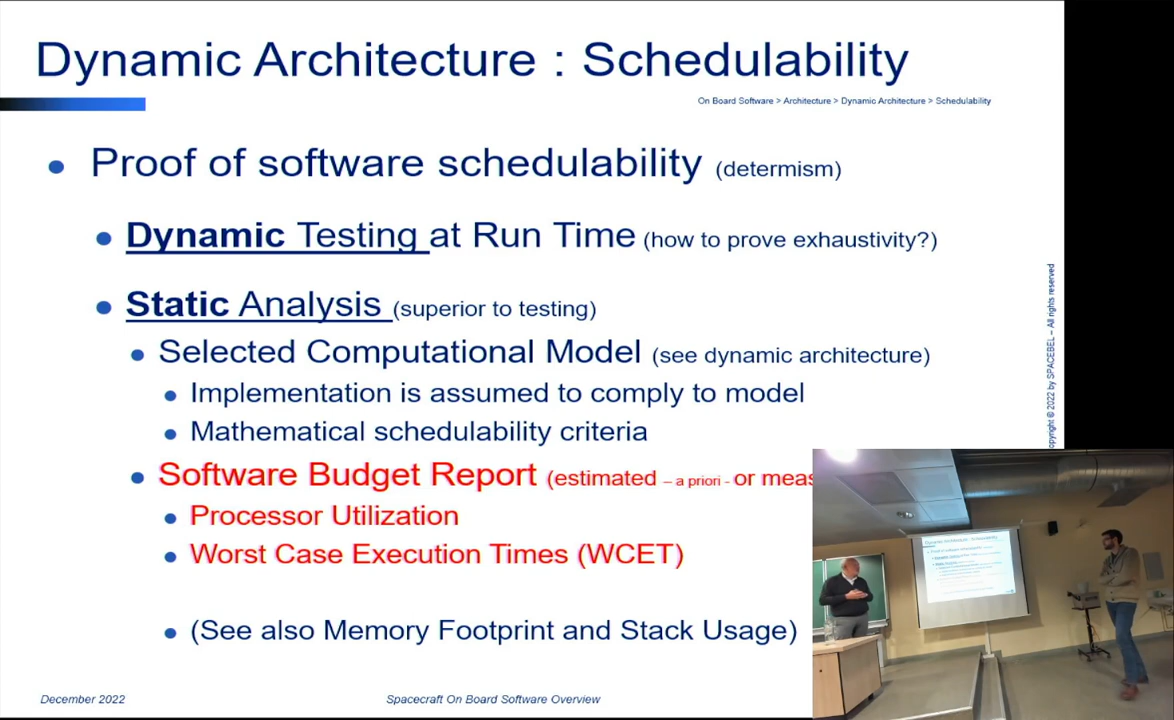 Dynamic Architecture : Schedulability
On Board Software > Architecture > Dynamic Architecture > Schedulability
Proof of software schedulability (determism)
Dynamic Testing at Run Time (how to prove exhaustivity?)
Static Analysis (superior to testing)
Selected Computational Model (see dynamic architecture)
Implementation is assumed to comply to model
Mathematical schedulability criteria
Software Budget Report (estimated – a priori - or meas
Processor Utilization
Worst Case Execution Times (WCET)
(See also Memory Footprint and Stack Usage)
opyright © 2022 by SPACEBEL – All rights reserved
December 2022
Spacecraft On Board Software Overview
Dynamic Architecture : Schedulability